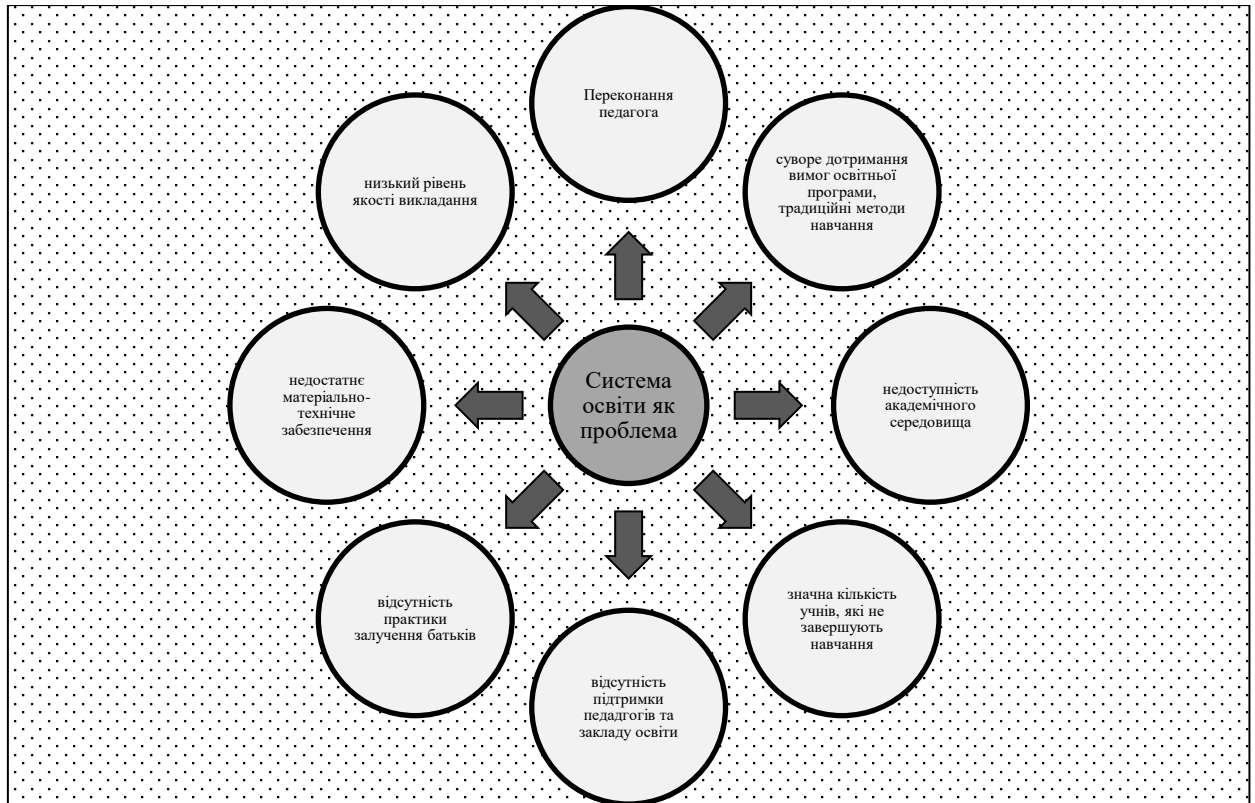 Переконання
педагога
суворе дотримання
вимог освітньої
програми,
традиційні методи
навчання
недоступність
академічного
середовища
значна кількість
учнів, які не
завершують
навчання
відсутність
підтримки
педадгогів та
закладу освіти
відсутність
практики
залучення батьків
недостатнє
матеріально-
технічне
забезпечення
низький рівень
якості викладання
Система
освіти як
проблема